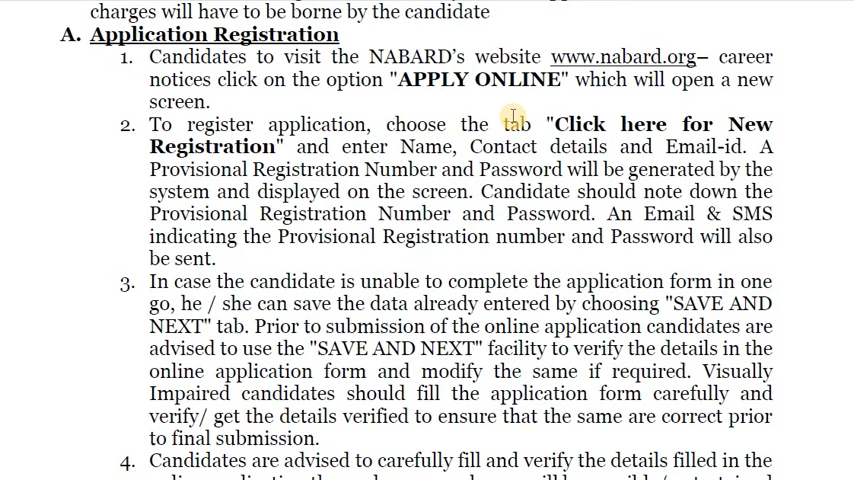 charges will have to be borne by the candidate
A. Application Registration
1. Candidates to visit the NABARD's website www.nabard.org– career
notices click on the option "APPLY ONLINE" which will open a new
screen.
2. To register application, choose the tab "Click here for New
Registration" and enter Name, Contact details and Email-id. A
Provisional Registration Number and Password will be generated by the
system and displayed on the screen. Candidate should note down the
Provisional Registration Number and Password. An Email & SMS
indicating the Provisional Registration number and Password will also
be sent.
3. In case the candidate is unable to complete the application form in one
go, he / she can save the data already entered by choosing "SAVE AND
NEXT" tab. Prior to submission of the online application candidates are
advised to use the "SAVE AND NEXT" facility to verify the details in the
online application form and modify the same if required. Visually
Impaired candidates should fill the application form carefully and
verify/ get the details verified to ensure that the same are correct prior
to final submission.
4. Candidates are advised to carefully fill and verify the details filled in the